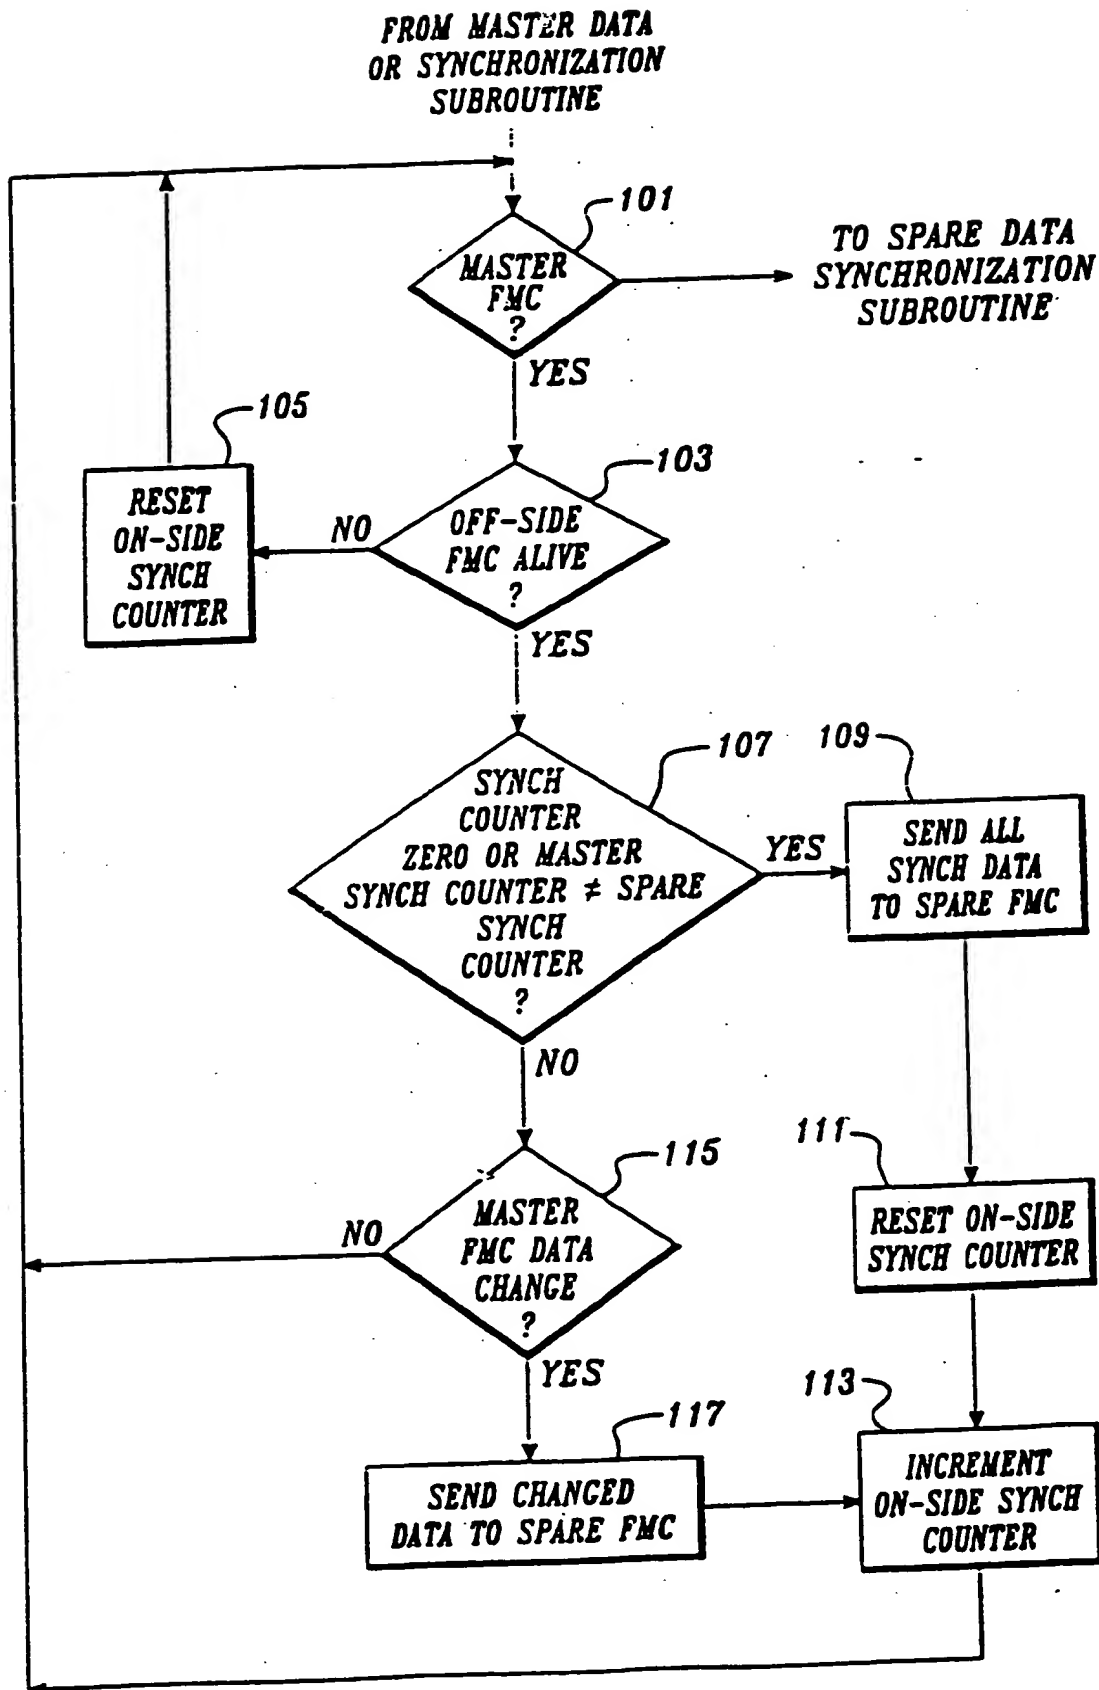 FROM MASTER DATA
OR SYNCHRONIZATION
SUBROUTINE
101
MASTER
FMC
?
TO SPARE DATA
SYNCHRONIZATION
SUBROUTINE
YES
105
RESET
ON-SIDE
SYNCH
COUNTER
NO
103
OFF-SIDE
FMC ALIVE
?
YES
107
SYNCH
COUNTER
ZERO OR MASTER
SYNCH COUNTER ≠ SPARE
SYNCH
COUNTER
?
YES
109
SEND ALL
SYNCH DATA
TO SPARE FMC
NO
111
RESET ON-SIDE
SYNCH COUNTER
115
MASTER
FMC DATA
CHANGE
?
NO
YES
113
INCREMENT
ON-SIDE SYNCH
COUNTER
117
SEND CHANGED
DATA TO SPARE FMC